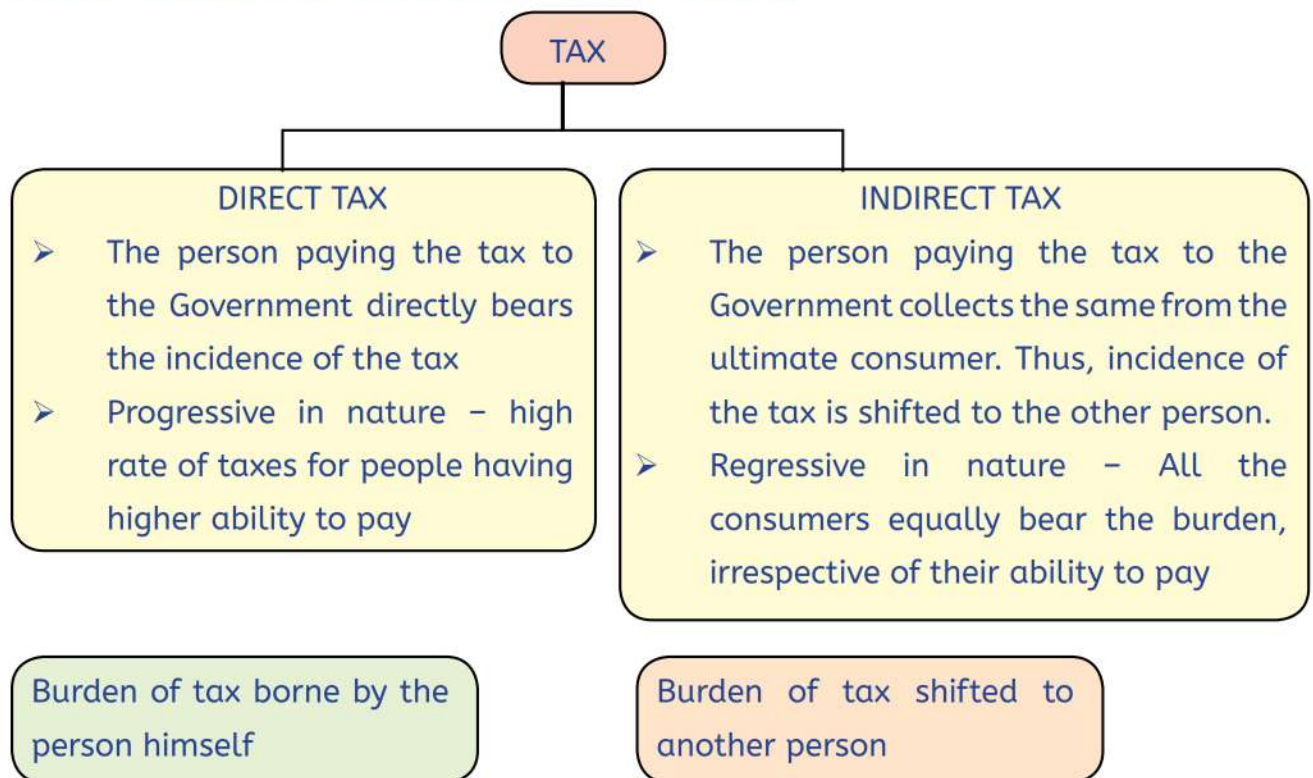 TAX
DIRECT TAX
➢ The person paying the tax to
the Government directly bears
the incidence of the tax
➢ Progressive in nature – high
rate of taxes for people having
higher ability to pay
INDIRECT TAX
➢ The person paying the tax to the
Government collects the same from the
ultimate consumer. Thus, incidence of
the tax is shifted to the other person.
➢ Regressive in nature – All the
consumers equally bear the burden,
irrespective of their ability to pay
Burden of tax borne by the
person himself
Burden of tax shifted to
another person